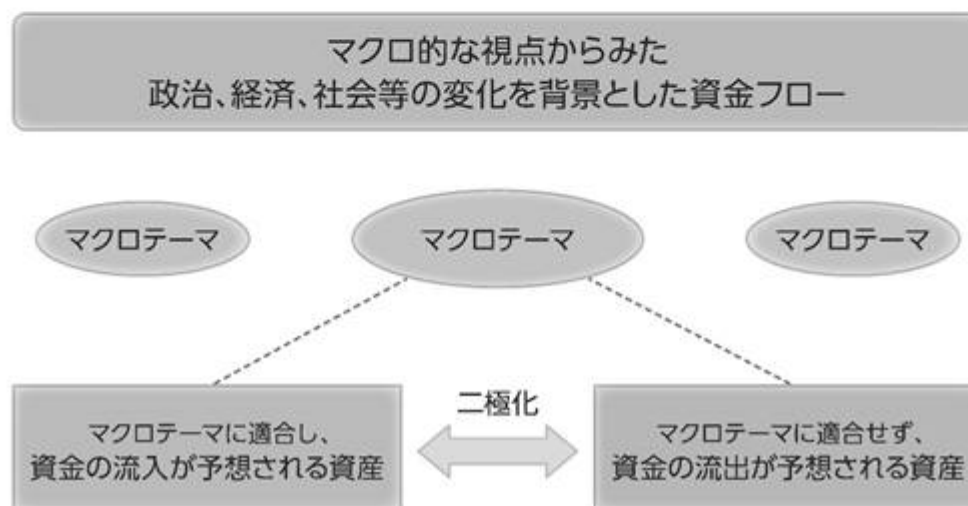 マクロ的な視点からみた
政治、経済、社会等の変化を背景とした資金フロー
マクロテーマ
マクロテーマ
マクロテーマ
二極化
マクロテーマに適合し、
資金の流入が予想される資産
マクロテーマに適合せず、
資金の流出が予想される資産